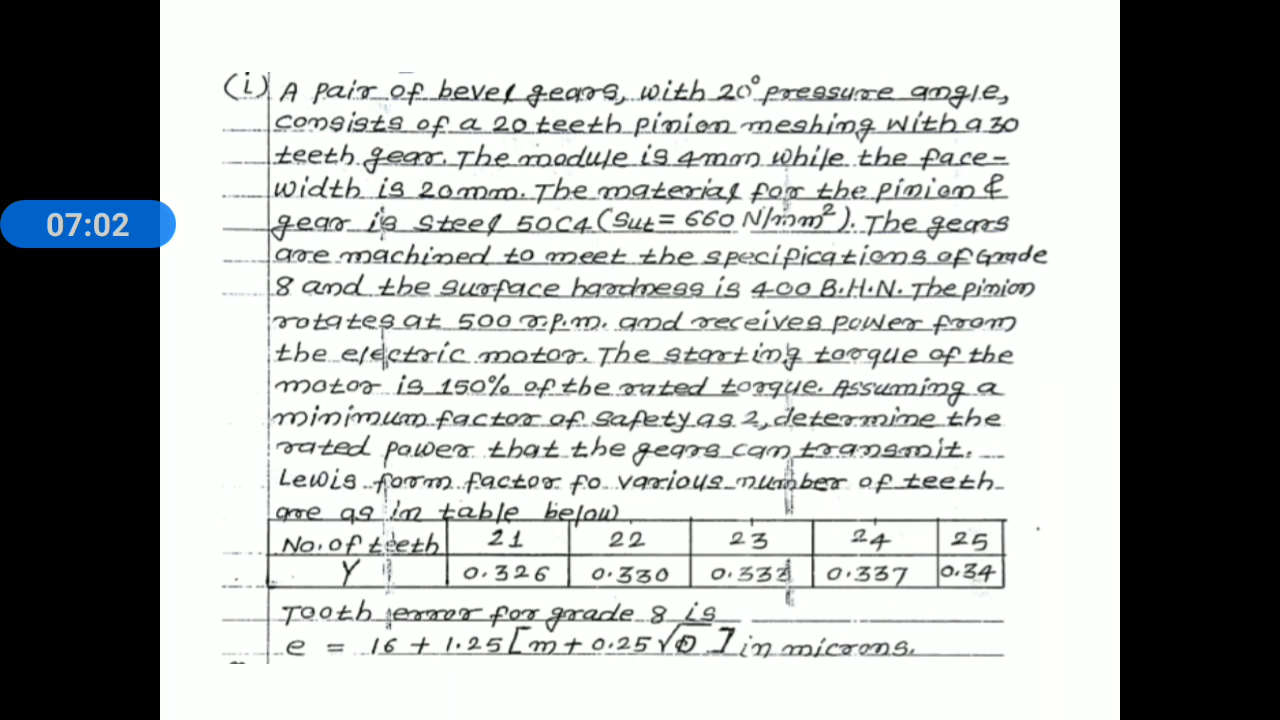 07:02
(i) A pair of bevel gears, with 20° pressure angle,
consists of a 20 teeth pinion meshing with a 30
teeth gear. The module is 4mm while the face-
width is 20mm. The material for the pinion &
gear is steel 50C4 (Sut = 660 N/mm²). The gears
are machined to meet the specifications of Grade
8 and the surface hardness is 400 B.H.N. The pinion
rotates at 500 r.p.m. and receives power from
the electric motor. The starting torque of the
motor is 150% of the rated torque. Assuming a
minimum factor of safety as 2, determine the
rated power that the gears can transmit.
Lewis form factor fo various number of teeth
are as in table below
No. of teeth 21 22 23 24 25
Y 0.326 0.330 0.333 0.337 0.34
Tooth error for grade 8 is
e = 16 + 1.25 [m + 0.25 √D ] in microns.